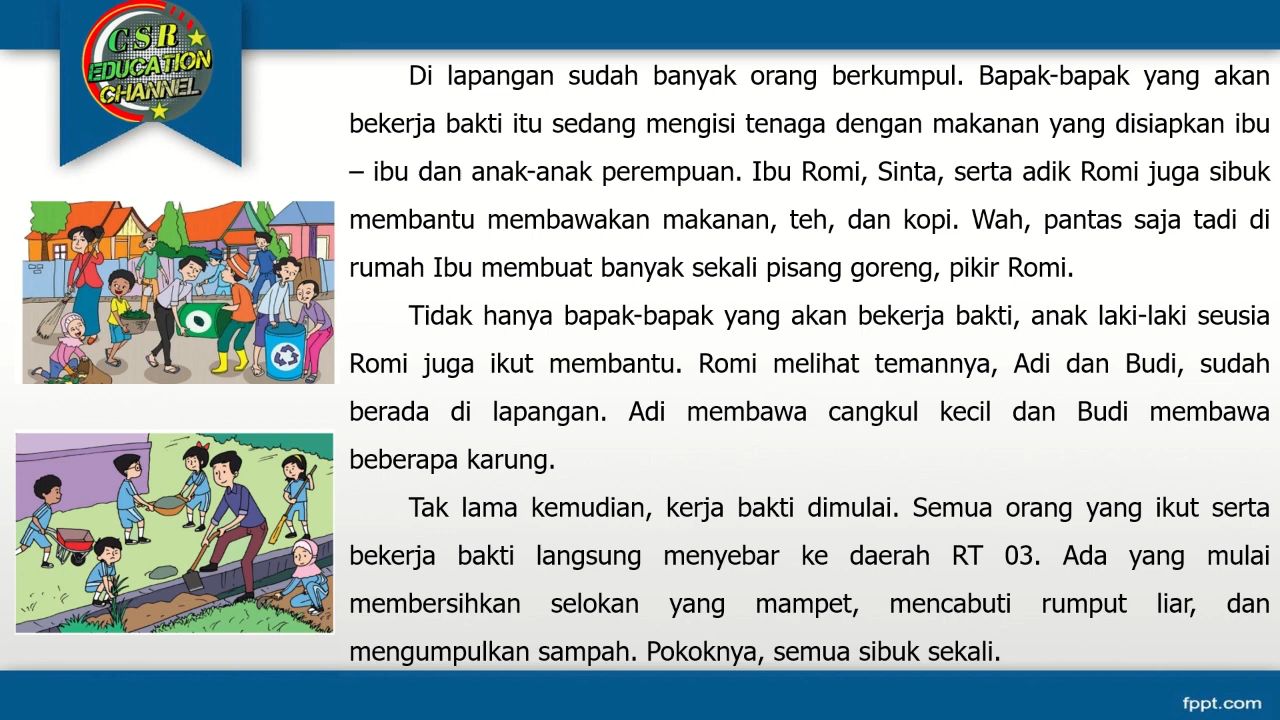 CSR
EDUCATION
CHANNEL
Di lapangan sudah banyak orang berkumpul. Bapak-bapak yang akan
bekerja bakti itu sedang mengisi tenaga dengan makanan yang disiapkan ibu
– ibu dan anak-anak perempuan. Ibu Romi, Sinta, serta adik Romi juga sibuk
membantu membawakan makanan, teh, dan kopi. Wah, pantas saja tadi di
rumah Ibu membuat banyak sekali pisang goreng, pikir Romi.
Tidak hanya bapak-bapak yang akan bekerja bakti, anak laki-laki seusia
Romi juga ikut membantu. Romi melihat temannya, Adi dan Budi, sudah
berada di lapangan. Adi membawa cangkul kecil dan Budi membawa
beberapa karung.
Tak lama kemudian, kerja bakti dimulai. Semua orang yang ikut serta
bekerja bakti langsung menyebar ke daerah RT 03. Ada yang mulai
membersihkan selokan yang mampet, mencabuti rumput liar, dan
mengumpulkan sampah. Pokoknya, semua sibuk sekali.
fppt.com